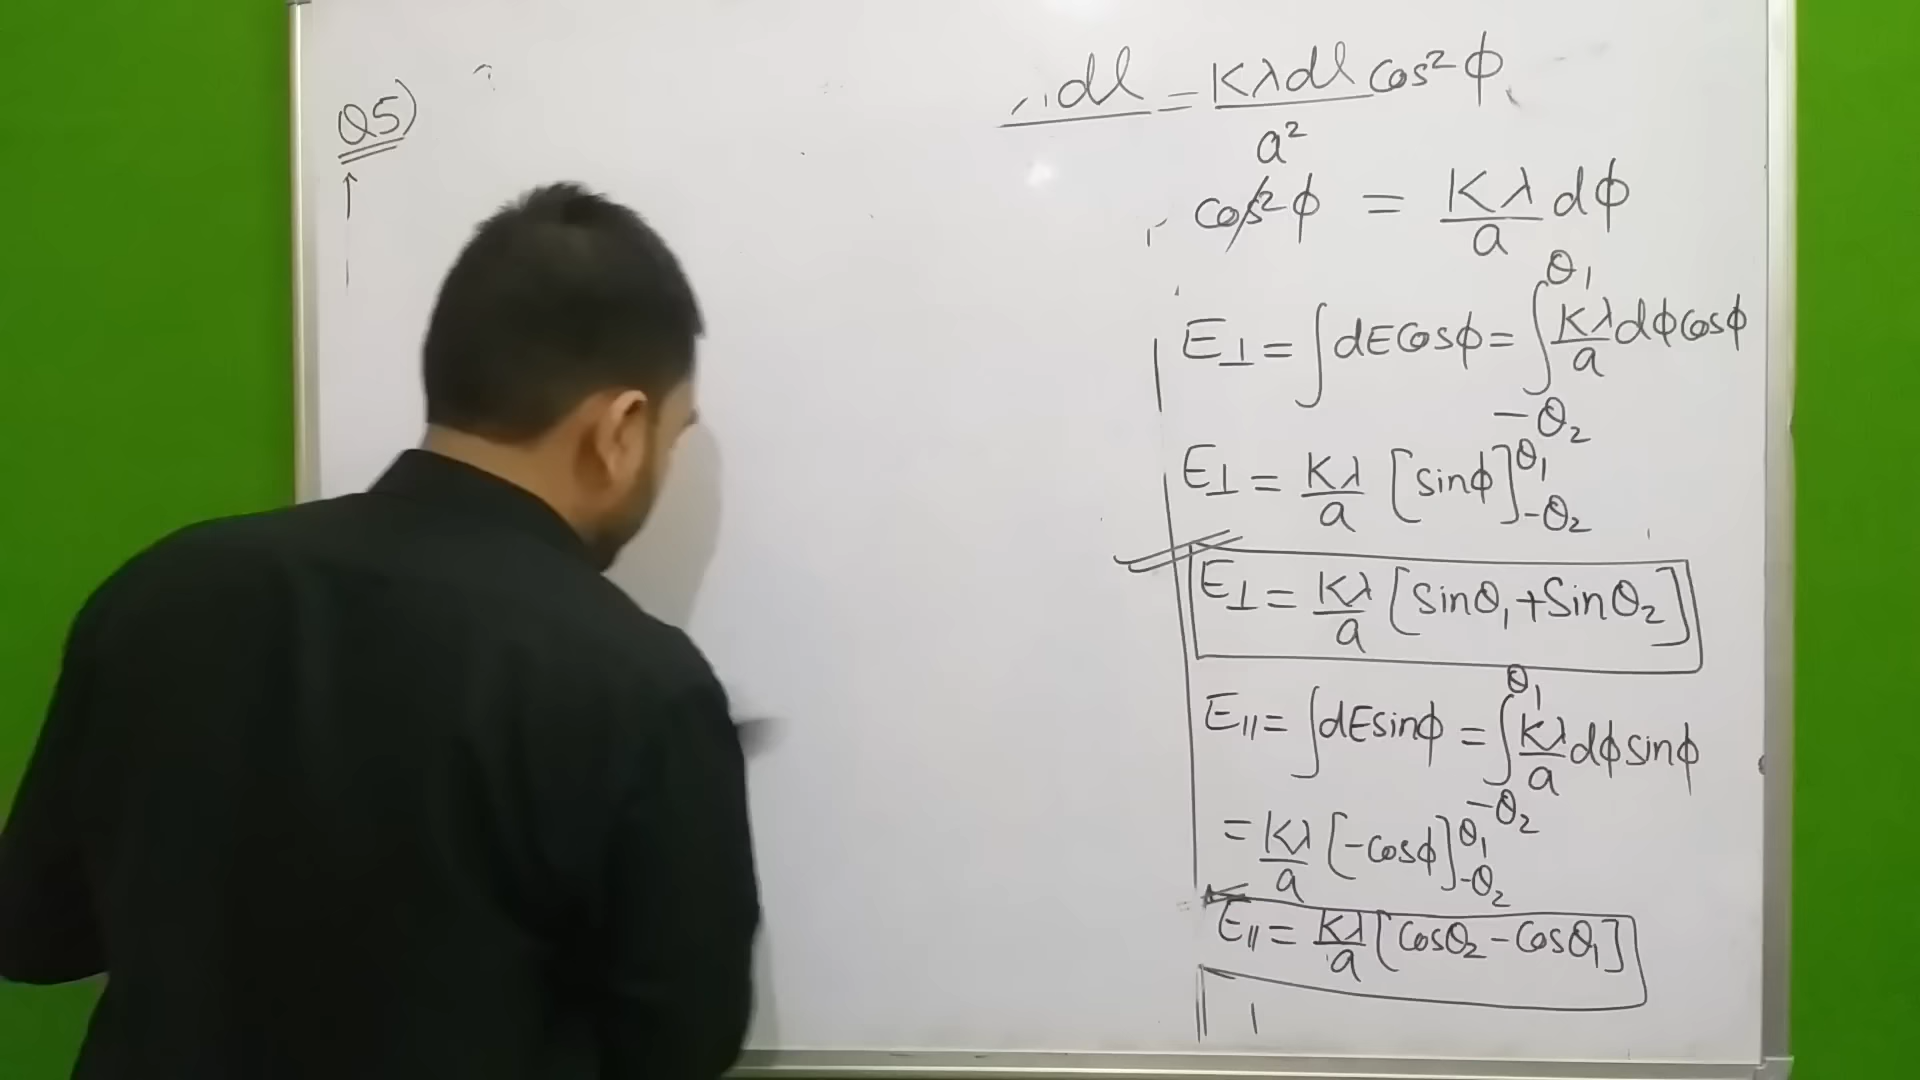 Q5)
dl = Kλdl cos²φ
a²
cos²φ = Kλ/a dφ
E⊥ = ∫dEcosφ = ∫_{-θ₂}^{θ₁} Kλ/a dφcosφ
E⊥ = Kλ/a [sinφ]_{-θ₂}^{θ₁}
E⊥ = Kλ/a [sinθ₁+sinθ₂]
E∥ = ∫dEsinφ = ∫_{-θ₂}^{θ₁} Kλ/a dφsinφ
= Kλ/a [-cosφ]_{-θ₂}^{θ₁}
E∥ = Kλ/a [cosθ₂-cosθ₁]